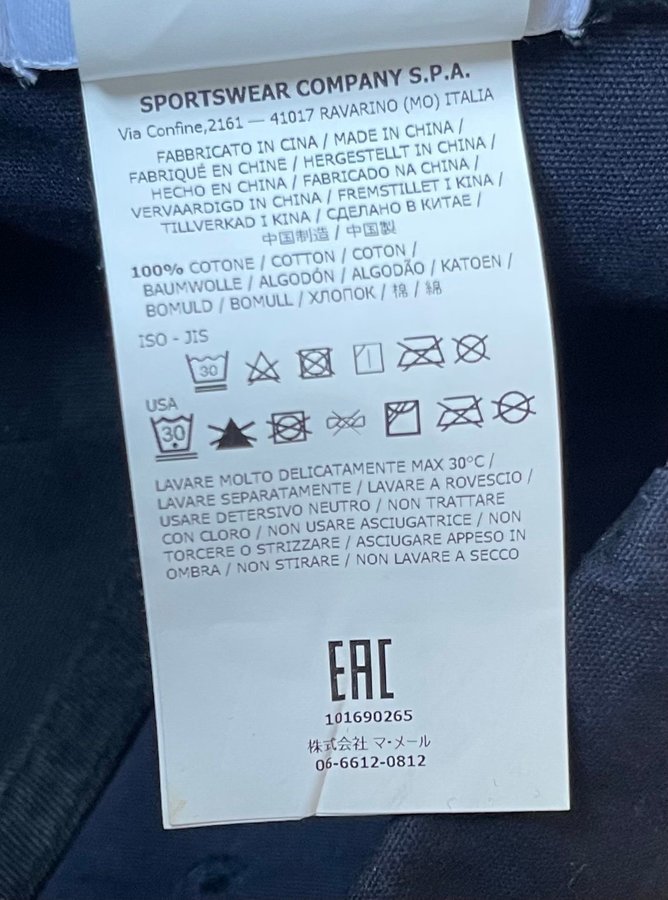 SPORTSWEAR COMPANY S.P.A.
Via Confine,2161 — 41017 RAVARINO (MO) ITALIA
FABBRICATO IN CINA / MADE IN CHINA /
FABRIQUÉ EN CHINE / HERGESTELLT IN CHINA /
HECHO EN CHINA / FABRICADO NA CHINA /
VERVAARDIGD IN CHINA / FREMSTILLET I KINA /
TILLVERKAD I KINA / СДЕЛАНО В КИТАЕ /
中国制造 / 中国製
100% COTONE / COTTON / COTON /
BAUMWOLLE / ALGODÓN / ALGODÃO / KATOEN /
BOMULD / BOMULL / ХЛОПОК / 棉 / 綿
ISO - JIS
30
USA
30
LAVARE MOLTO DELICATAMENTE MAX 30°C /
LAVARE SEPARATAMENTE / LAVARE A ROVESCIO /
USARE DETERSIVO NEUTRO / NON TRATTARE
CON CLORO / NON USARE ASCIUGATRICE / NON
TORCERE O STRIZZARE / ASCIUGARE APPESO IN
OMBRA / NON STIRARE / NON LAVARE A SECCO
EAC
101690265
株式会社 マ・メール
06-6612-0812